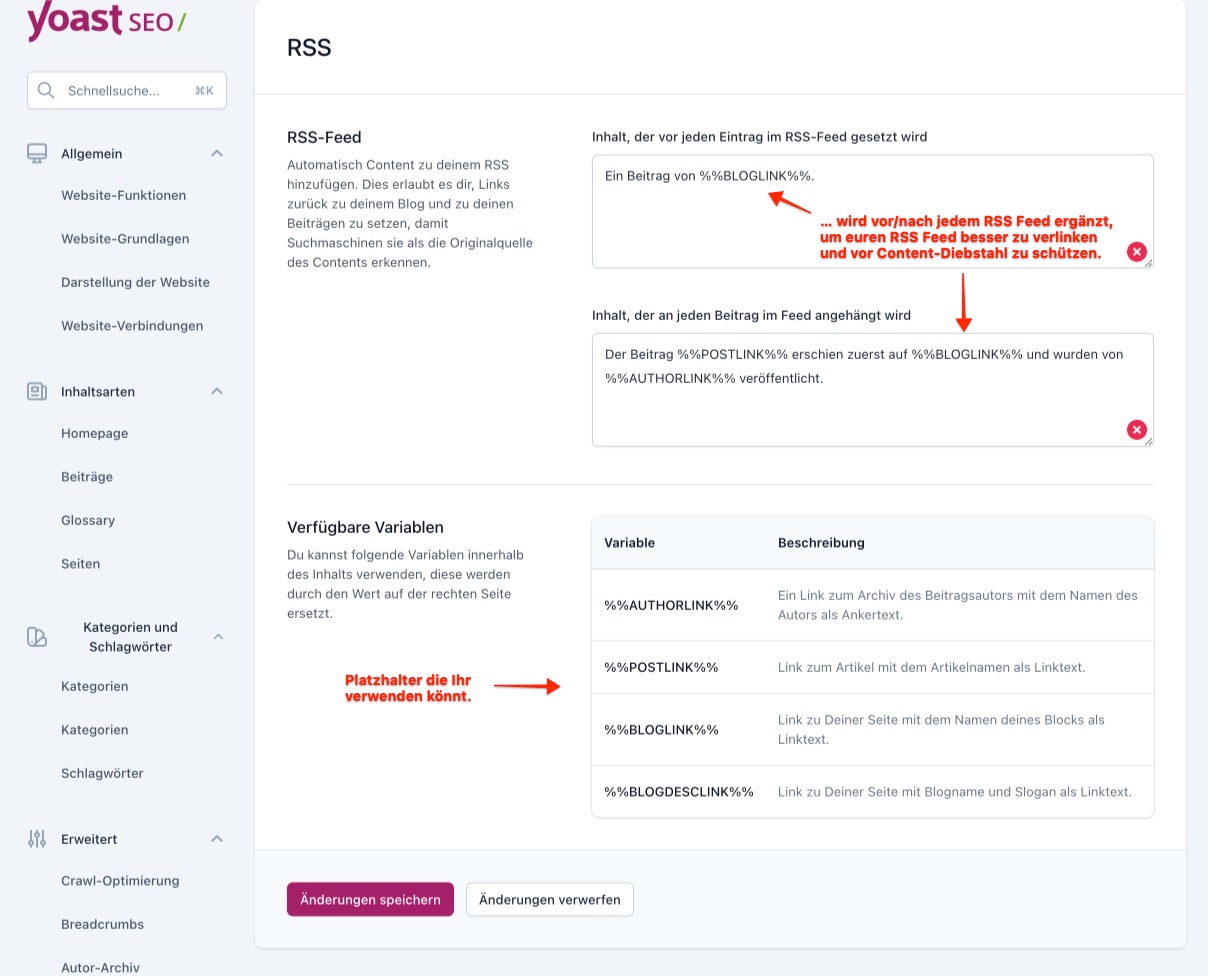 yoast SEO/
Schnellsuche... ⌘K
Allgemein
Website-Funktionen
Website-Grundlagen
Darstellung der Website
Website-Verbindungen
Inhaltsarten
Homepage
Beiträge
Glossary
Seiten
Kategorien und
Schlagwörter
Kategorien
Kategorien
Schlagwörter
Erweitert
Crawl-Optimierung
Breadcrumbs
Autor-Archiv
RSS
RSS-Feed
Automatisch Content zu deinem RSS
hinzufügen. Dies erlaubt es dir, Links
zurück zu deinem Blog und zu deinen
Beiträgen zu setzen, damit
Suchmaschinen sie als die Originalquelle
des Contents erkennen.
Inhalt, der vor jeden Eintrag im RSS-Feed gesetzt wird
Ein Beitrag von %%BLOGLINK%%.
... wird vor/nach jedem RSS Feed ergänzt,
um euren RSS Feed besser zu verlinken
und vor Content-Diebstahl zu schützen.
Inhalt, der an jeden Beitrag im Feed angehängt wird
Der Beitrag %%POSTLINK%% erschien zuerst auf %%BLOGLINK%% und wurden von
%%AUTHORLINK%% veröffentlicht.
Verfügbare Variablen
Du kannst folgende Variablen innerhalb
des Inhalts verwenden, diese werden
durch den Wert auf der rechten Seite
ersetzt.
Platzhalter die Ihr
verwenden könnt.
Variable Beschreibung
%%AUTHORLINK%% Ein Link zum Archiv des Beitragsautors mit dem Namen des
Autors als Ankertext.
%%POSTLINK%% Link zum Artikel mit dem Artikelnamen als Linktext.
%%BLOGLINK%% Link zu Deiner Seite mit dem Namen deines Blocks als
Linktext.
%%BLOGDESCLINK%% Link zu Deiner Seite mit Blogname und Slogan als Linktext.
Änderungen speichern Änderungen verwerfen